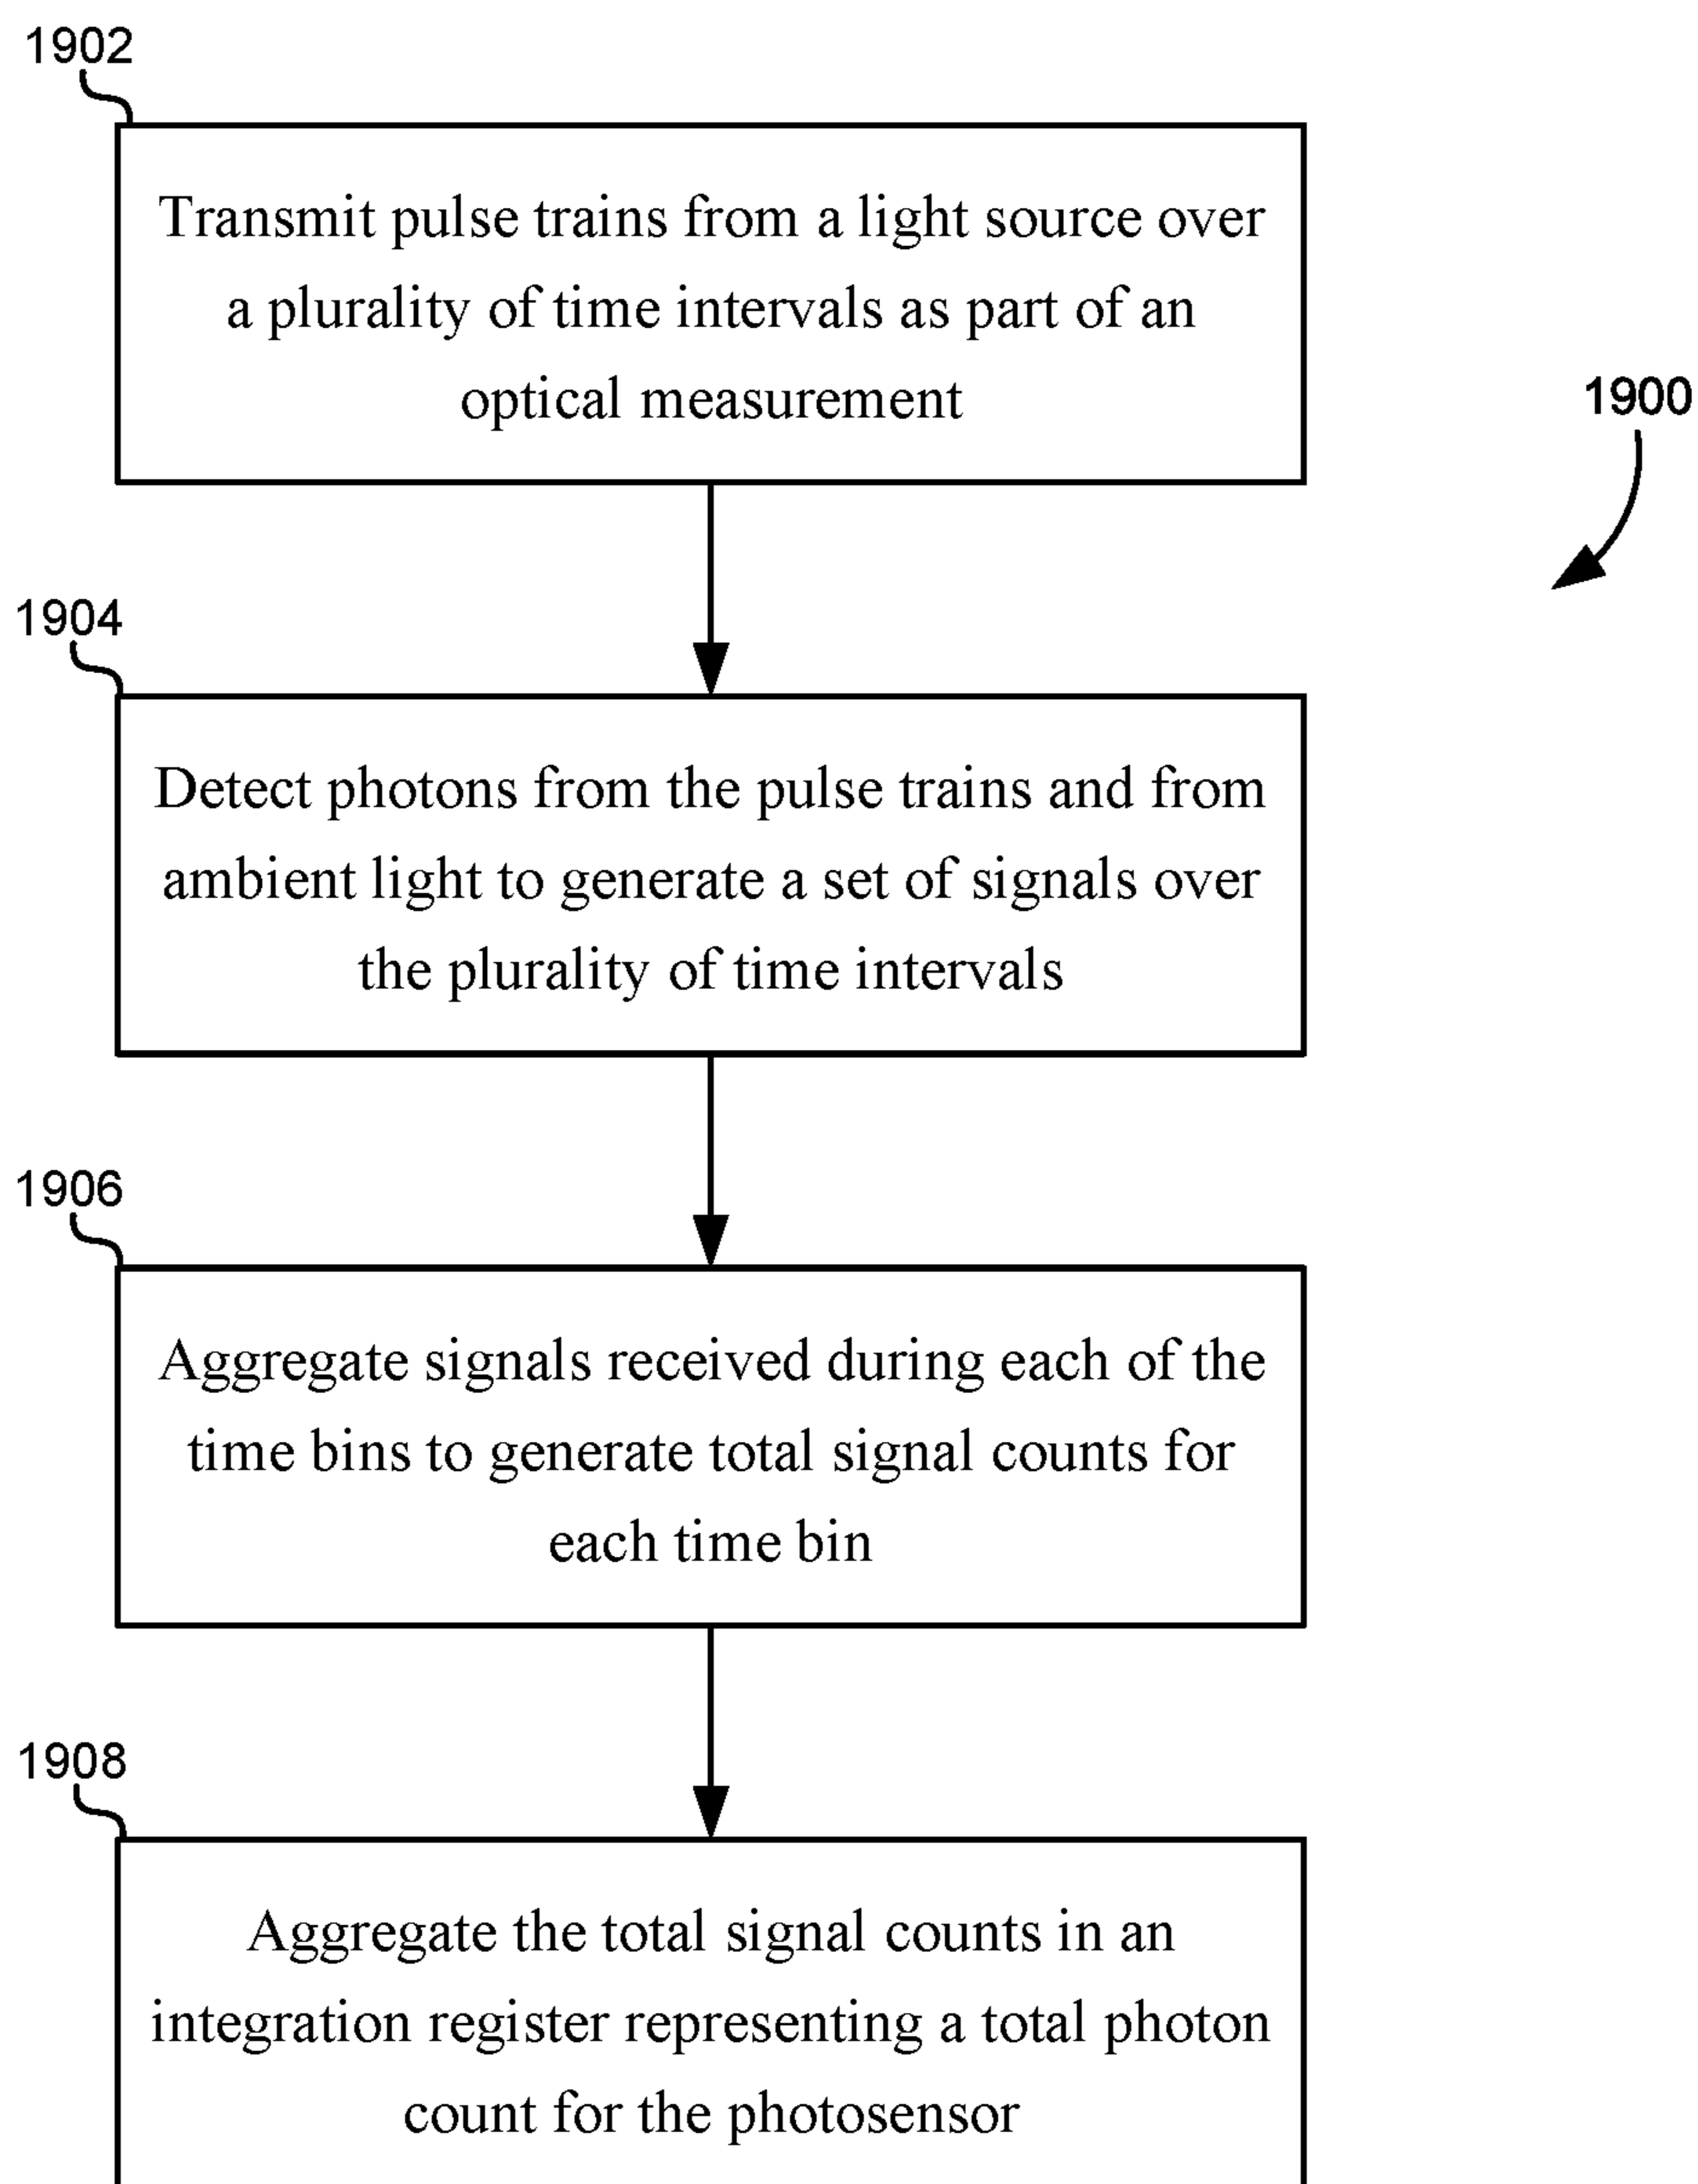 1902
Transmit pulse trains from a light source over
a plurality of time intervals as part of an
optical measurement
1900
1904
Detect photons from the pulse trains and from
ambient light to generate a set of signals over
the plurality of time intervals
1906
Aggregate signals received during each of the
time bins to generate total signal counts for
each time bin
1908
Aggregate the total signal counts in an
integration register representing a total photon
count for the photosensor